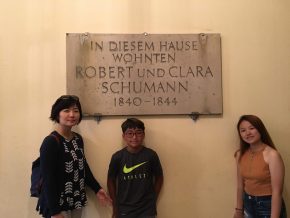 IN DIESEM HAUSE
WOHNTEN
ROBERT UND CLARA
SCHUMANN
1840-1844